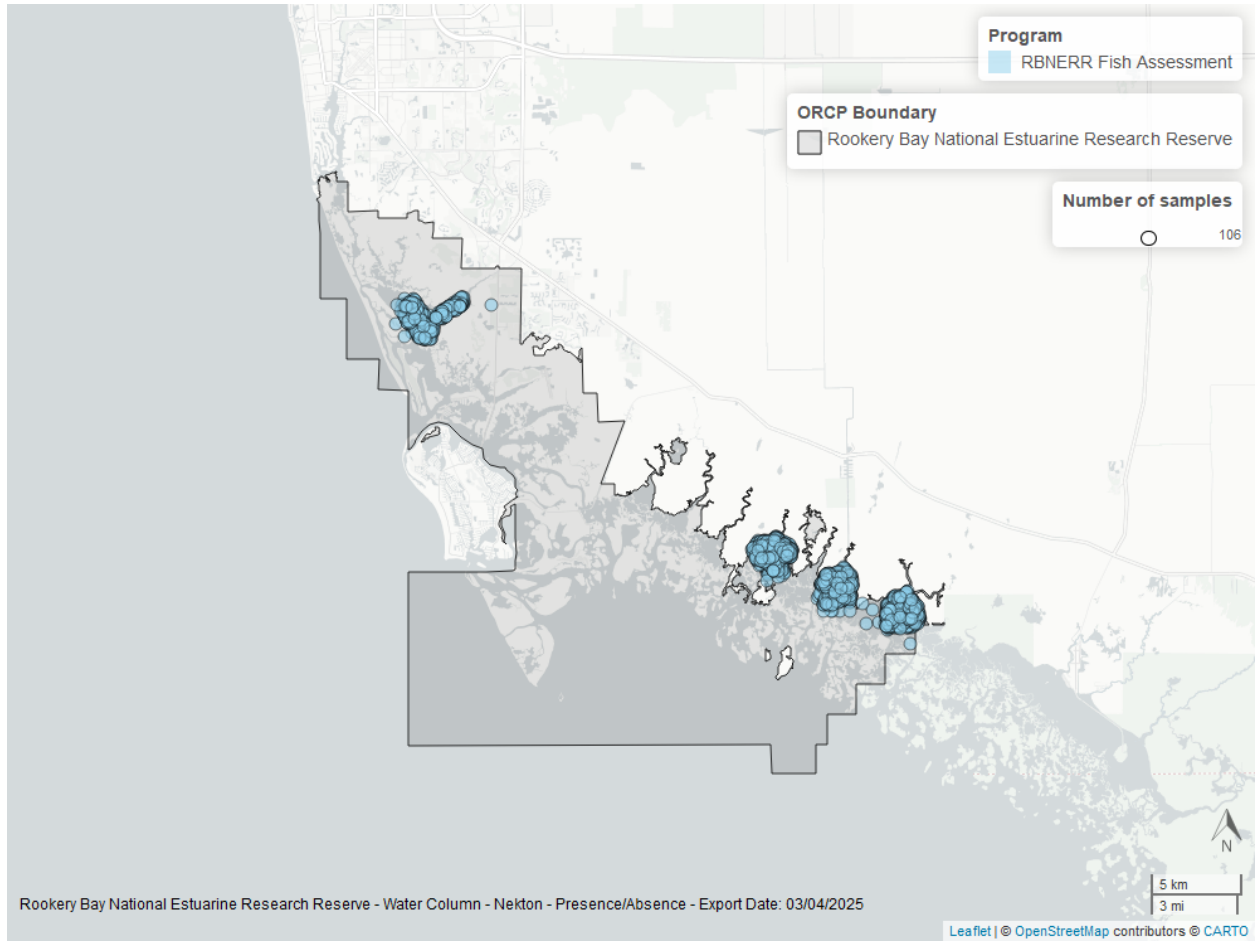 Program
RBNERR Fish Assessment
ORCP Boundary
Rookery Bay National Estuarine Research Reserve
Number of samples
106
N
5 km
3 mi
Rookery Bay National Estuarine Research Reserve - Water Column - Nekton - Presence/Absence - Export Date: 03/04/2025
Leaflet | © OpenStreetMap contributors © CARTO